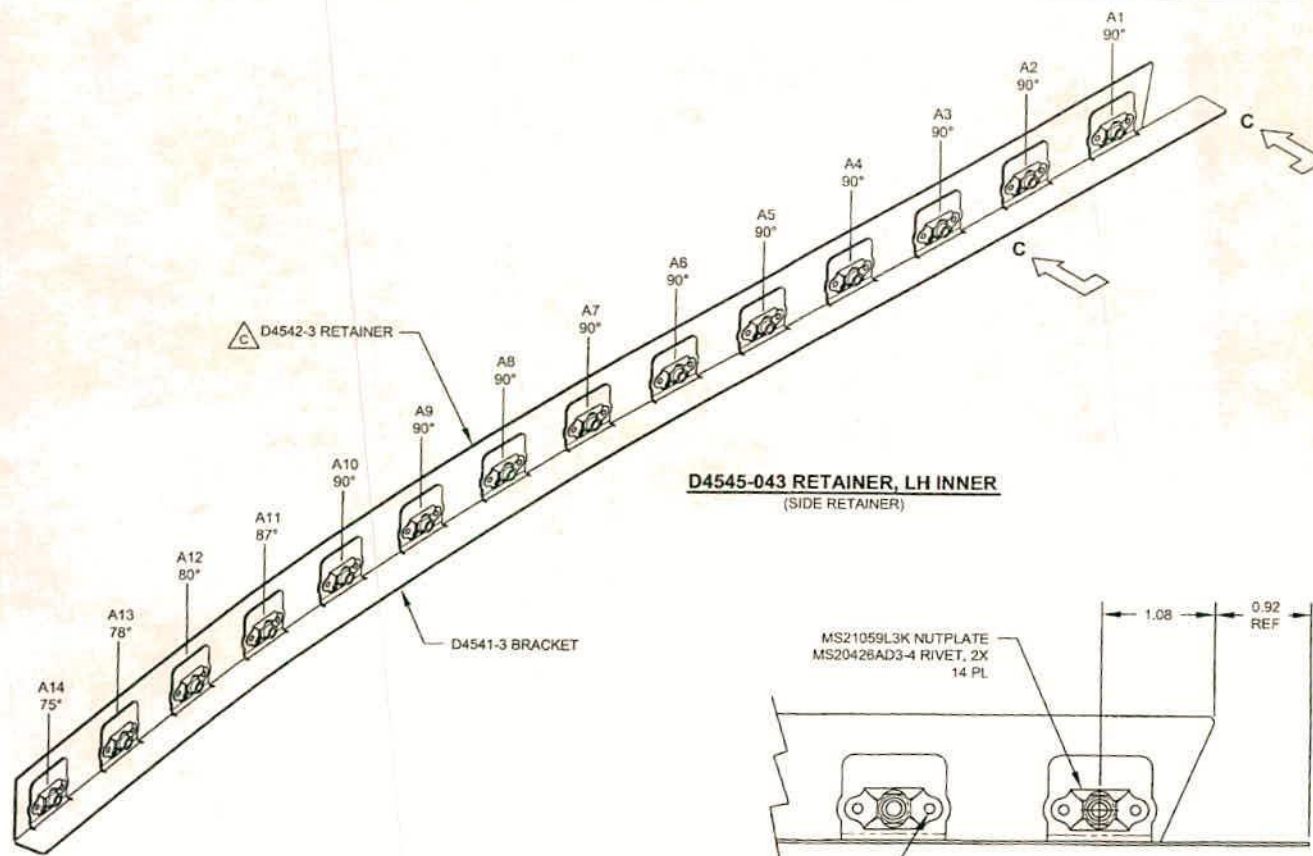 A1
90°
A2
90°
A3
90°
A4
90°
A5
90°
A6
90°
A7
90°
A8
90°
A9
90°
A10
90°
A11
87°
A12
80°
A13
78°
A14
75°
C
C
C D4542-3 RETAINER
D4541-3 BRACKET
D4545-043 RETAINER, LH INNER
(SIDE RETAINER)
MS21059L3K NUTPLATE
MS20426AD3-4 RIVET, 2X
14 PL
1.08
0.92
REF